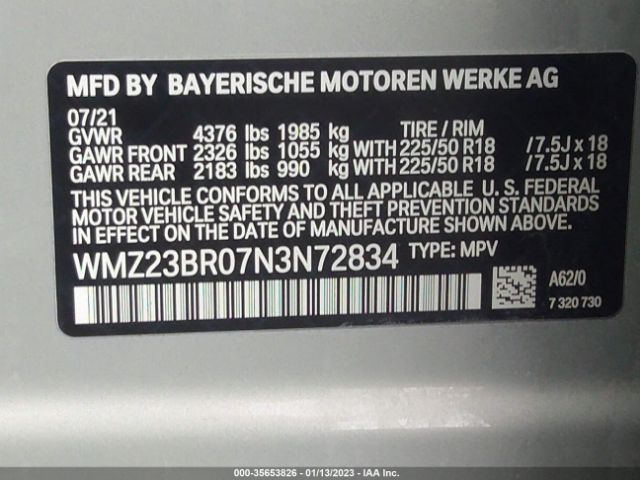 MFD BY BAYERISCHE MOTOREN WERKE AG
07/21
GVWR 4376 lbs 1985 kg TIRE / RIM
GAWR FRONT 2326 lbs 1055 kg WITH 225/50 R18 /7.5J x 18
GAWR REAR 2183 lbs 990 kg WITH 225/50 R18 /7.5J x 18
THIS VEHICLE CONFORMS TO ALL APPLICABLE U. S. FEDERAL
MOTOR VEHICLE SAFETY AND THEFT PREVENTION STANDARDS
IN EFFECT ON THE DATE OF MANUFACTURE SHOWN ABOVE.
WMZ23BR07N3N72834 TYPE: MPV
A62/0
7 320 730
000-35653826 - 01/13/2023 - IAA Inc.